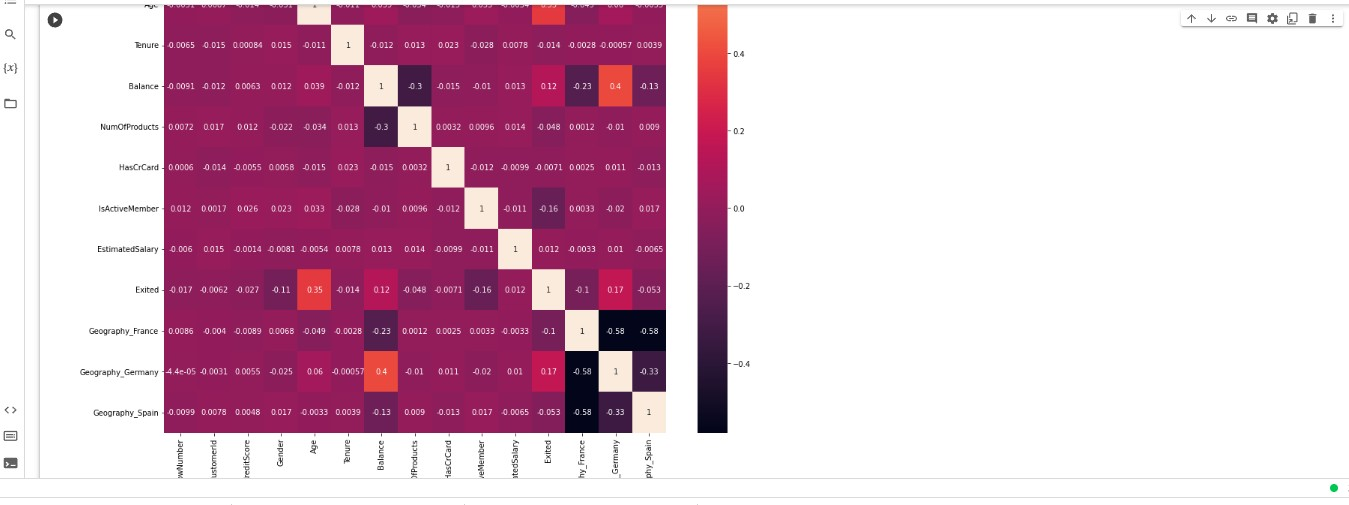 Age 1
0.4
Tenure -0.0065 -0.015 0.00084 0.015 -0.011 1 -0.012 0.013 0.023 -0.028 0.0078 -0.014 -0.0028 -0.00057 0.0039
Balance -0.0091 -0.012 0.0063 0.012 0.039 -0.012 1 -0.3 -0.015 -0.01 0.013 0.12 -0.23 0.4 -0.13
NumOfProducts 0.0072 0.017 0.012 -0.022 -0.034 0.013 -0.3 1 0.0032 0.0096 0.014 -0.048 0.0012 -0.01 0.009
0.2
HasCrCard 0.0006 -0.014 -0.0055 0.0058 -0.015 0.023 -0.015 0.0032 1 -0.012 -0.0099 -0.0071 0.0025 0.011 -0.013
IsActiveMember 0.012 0.0017 0.026 0.023 0.033 -0.028 -0.01 0.0096 -0.012 1 -0.011 -0.16 0.0033 -0.02 0.017
0.0
EstimatedSalary -0.006 0.015 -0.0014 -0.0081 -0.0054 0.0078 0.013 0.014 -0.0099 -0.011 1 0.012 -0.0033 0.01 -0.0065
Exited -0.017 -0.0062 -0.027 -0.11 0.35 -0.014 0.12 -0.048 -0.0071 -0.16 0.012 1 -0.1 0.17 -0.053
−0.2
Geography_France 0.0086 -0.004 -0.0089 0.0068 -0.049 -0.0028 -0.23 0.0012 0.0025 0.0033 -0.0033 -0.1 1 -0.58 -0.58
Geography_Germany -4.4e-05 -0.0031 0.0055 -0.025 0.06 -0.00057 0.4 -0.01 0.011 -0.02 0.01 0.17 -0.58 1 -0.33
−0.4
Geography_Spain -0.0099 0.0078 0.0048 0.017 -0.0033 0.0039 -0.13 0.009 -0.013 0.017 -0.0065 -0.053 -0.58 -0.33 1
owNumber
ustomerId
reditScore
Gender
Age
Tenure
Balance
OfProducts
HasCrCard
veMember
atedSalary
Exited
hy_France
_Germany
phy_Spain
{x}
<>